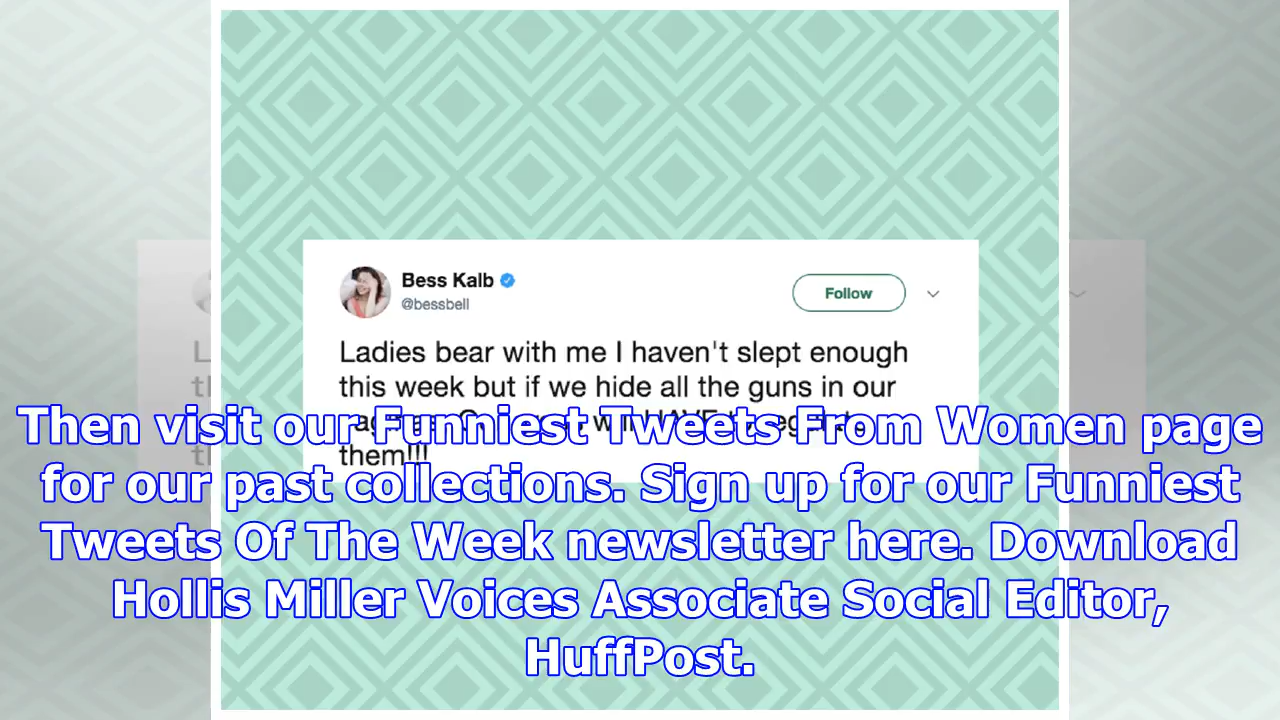 Bess Kalb
@bessbell
Follow
Ladies bear with me I haven't slept enough
this week but if we hide all the guns in our
them!!!
Then visit our Funniest Tweets From Women page
for our past collections. Sign up for our Funniest
Tweets Of The Week newsletter here. Download
Hollis Miller Voices Associate Social Editor,
HuffPost.